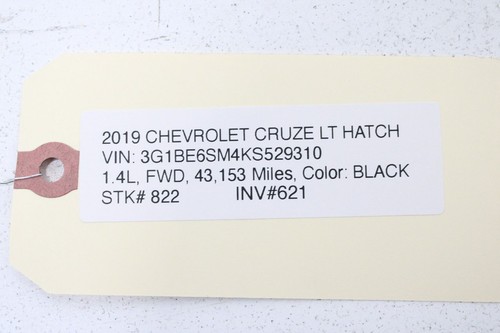 2019 CHEVROLET CRUZE LT HATCH
VIN: 3G1BE6SM4KS529310
1.4L, FWD, 43,153 Miles, Color: BLACK
STK# 822 INV#621